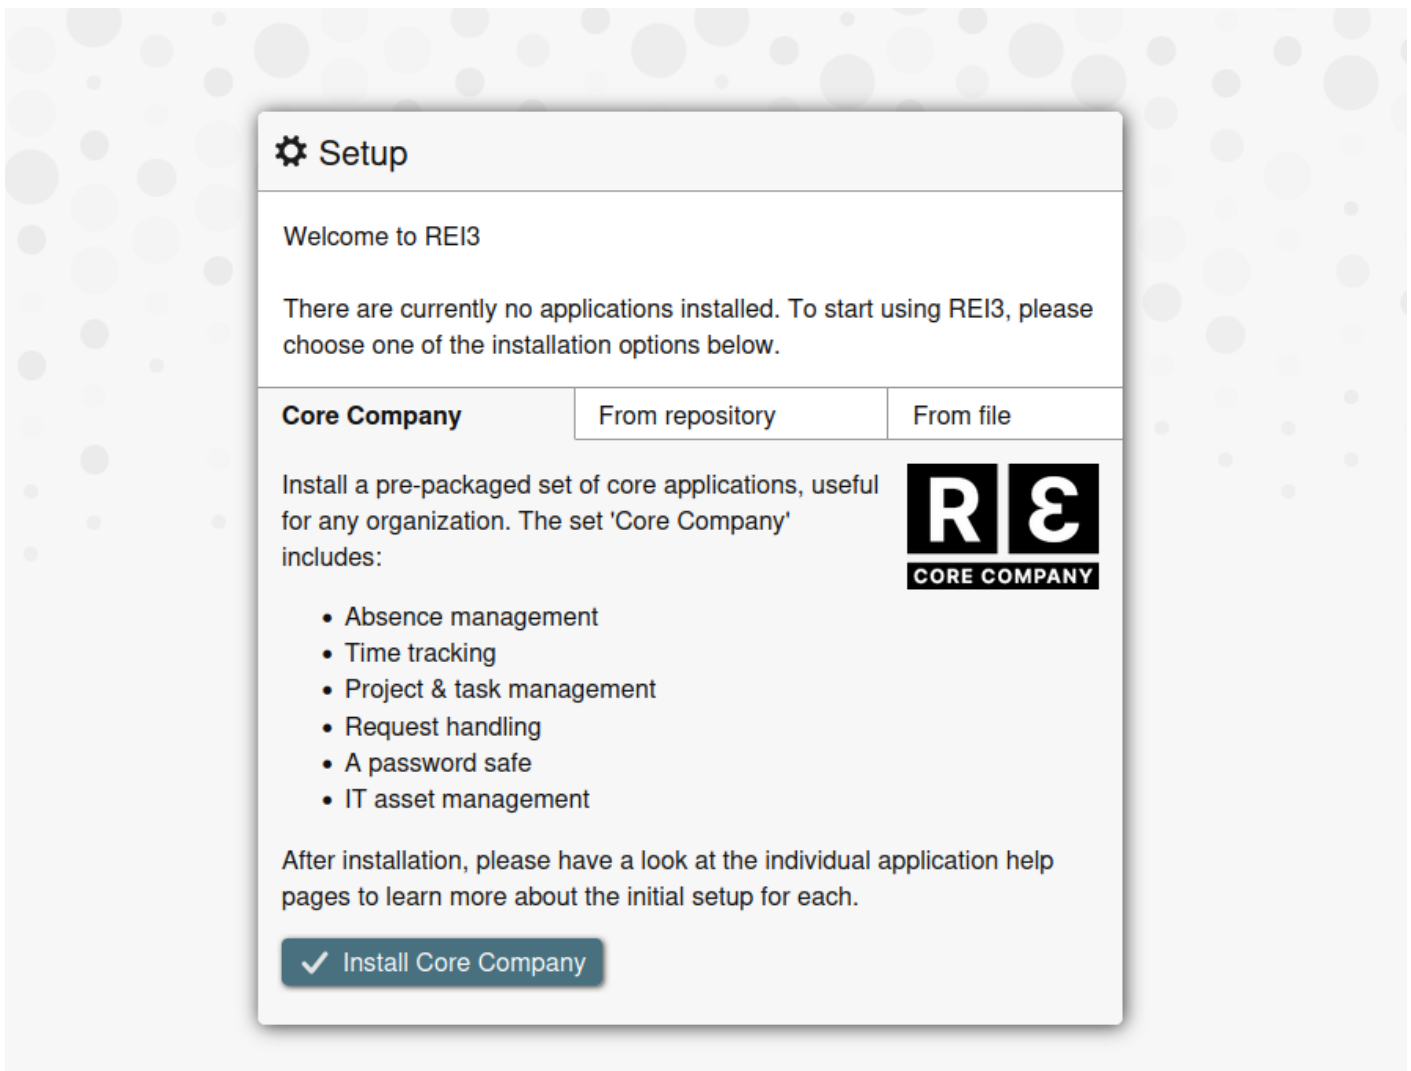 Setup
Welcome to REI3
There are currently no applications installed. To start using REI3, please
choose one of the installation options below.
Core Company
From repository
From file
Install a pre-packaged set of core applications, useful
for any organization. The set 'Core Company'
includes:
RƐ
CORE COMPANY
• Absence management
• Time tracking
• Project & task management
• Request handling
• A password safe
• IT asset management
After installation, please have a look at the individual application help
pages to learn more about the initial setup for each.
Install Core Company